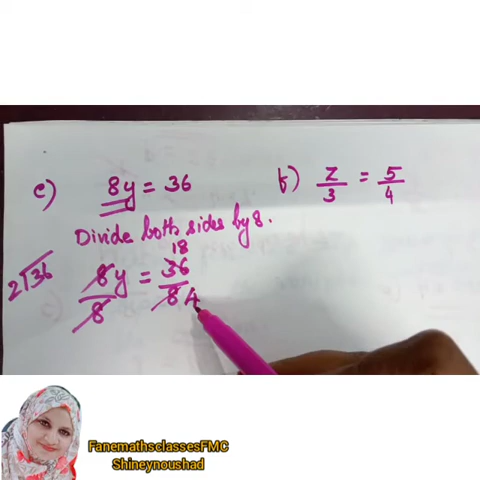 e) 8y = 36
f) z/3 = 5/4
Divide both sides by 8.
2√36
8y/8 = 36/8
18
4
FanemathsclassesFMC
Shineynoushad